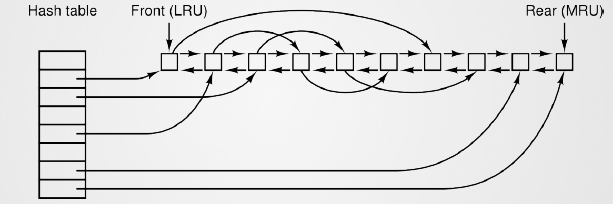 Hash table
Front (LRU)
Rear (MRU)